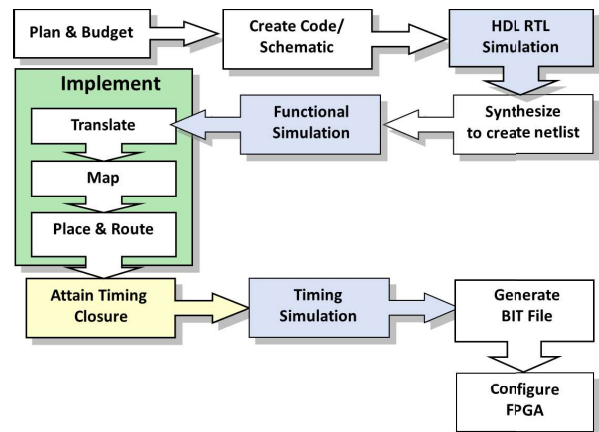 Plan & Budget
Create Code/
Schematic
HDL RTL
Simulation
Implement
Translate
Functional
Simulation
Synthesize
to create netlist
Map
Place & Route
Attain Timing
Closure
Timing
Simulation
Generate
BIT File
Configure
FPGA